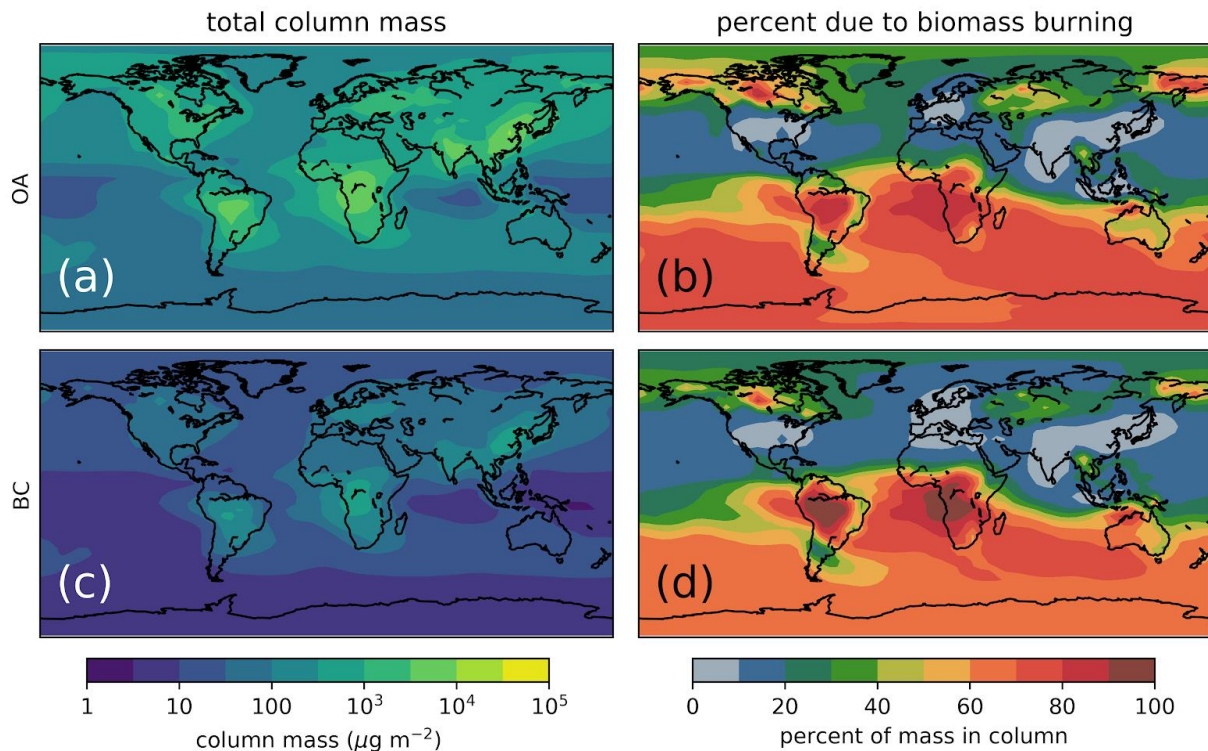 total column mass
percent due to biomass burning
OA
(a)
(b)
BC
(c)
(d)
1 10 100 10³ 10⁴ 10⁵
column mass (μg m⁻²)
0 20 40 60 80 100
percent of mass in column